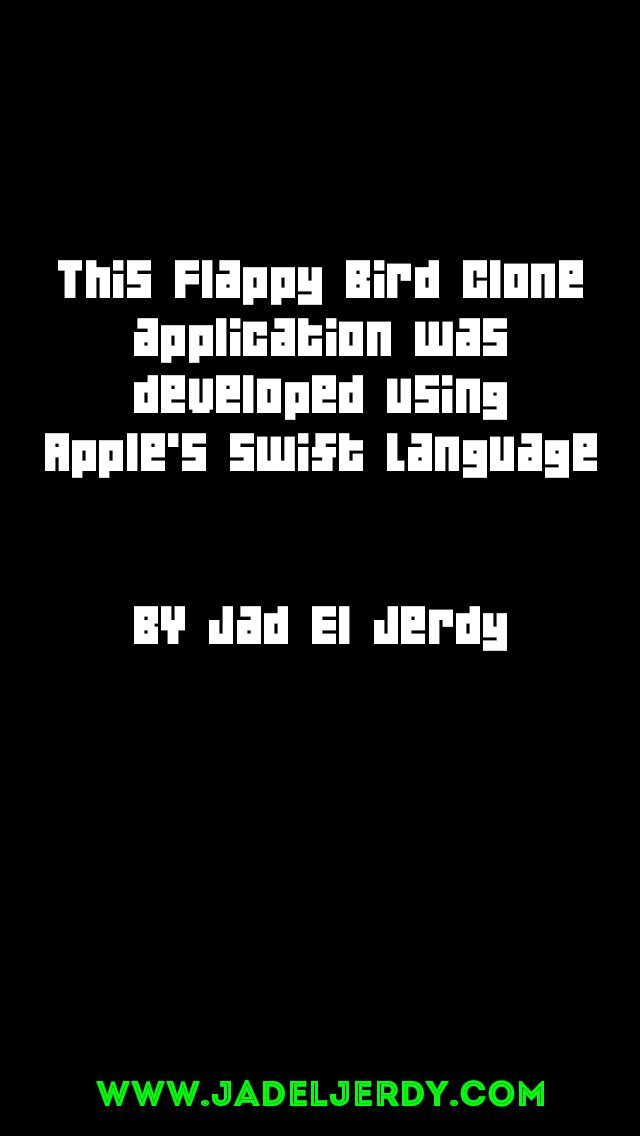 This Flappy Bird Clone
application was
developed using
Apple's Swift Language
By Jad El Jerdy
WWW.JADELJERDY.COM